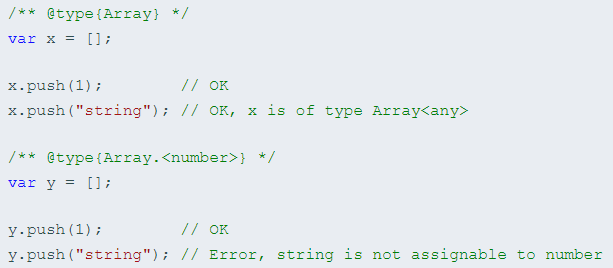 /** @type{Array} */
var x = [];
x.push(1);         // OK
x.push("string"); // OK, x is of type Array<any>
/** @type{Array.<number>} */
var y = [];
y.push(1);         // OK
y.push("string"); // Error, string is not assignable to number